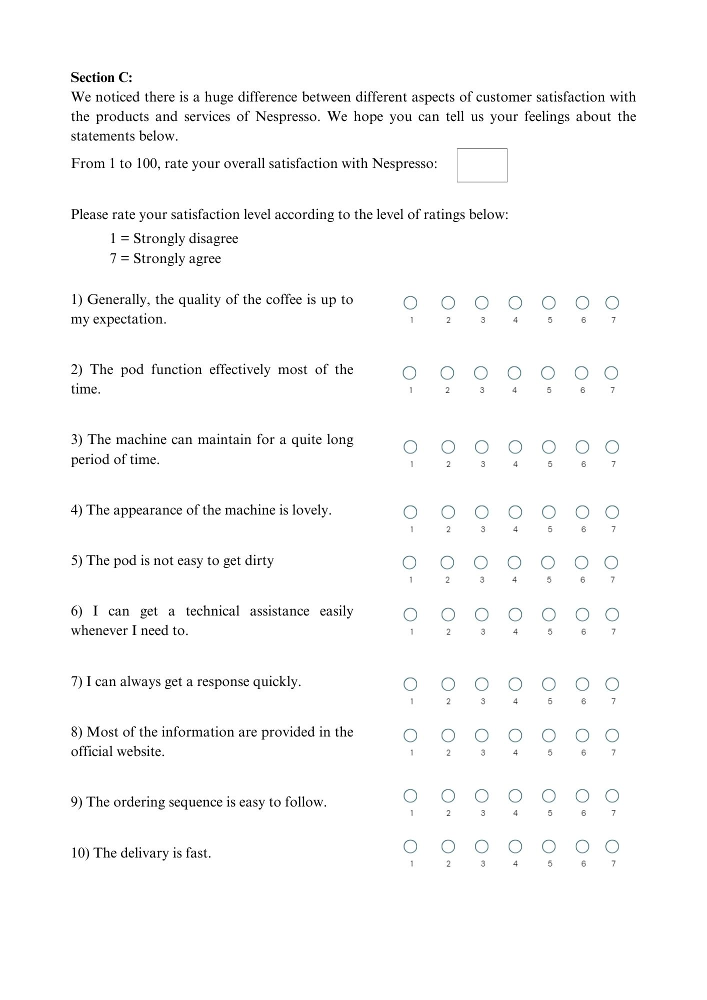 Section C:
We noticed there is a huge difference between different aspects of customer satisfaction with
the products and services of Nespresso. We hope you can tell us your feelings about the
statements below.
From 1 to 100, rate your overall satisfaction with Nespresso:
Please rate your satisfaction level according to the level of ratings below:
1 = Strongly disagree
7 = Strongly agree
1) Generally, the quality of the coffee is up to
my expectation.
1 2 3 4 5 6 7
2) The pod function effectively most of the
time.
1 2 3 4 5 6 7
3) The machine can maintain for a quite long
period of time.
1 2 3 4 5 6 7
4) The appearance of the machine is lovely.
1 2 3 4 5 6 7
5) The pod is not easy to get dirty
1 2 3 4 5 6 7
6) I can get a technical assistance easily
whenever I need to.
1 2 3 4 5 6 7
7) I can always get a response quickly.
1 2 3 4 5 6 7
8) Most of the information are provided in the
official website.
1 2 3 4 5 6 7
9) The ordering sequence is easy to follow.
1 2 3 4 5 6 7
10) The delivary is fast.
1 2 3 4 5 6 7